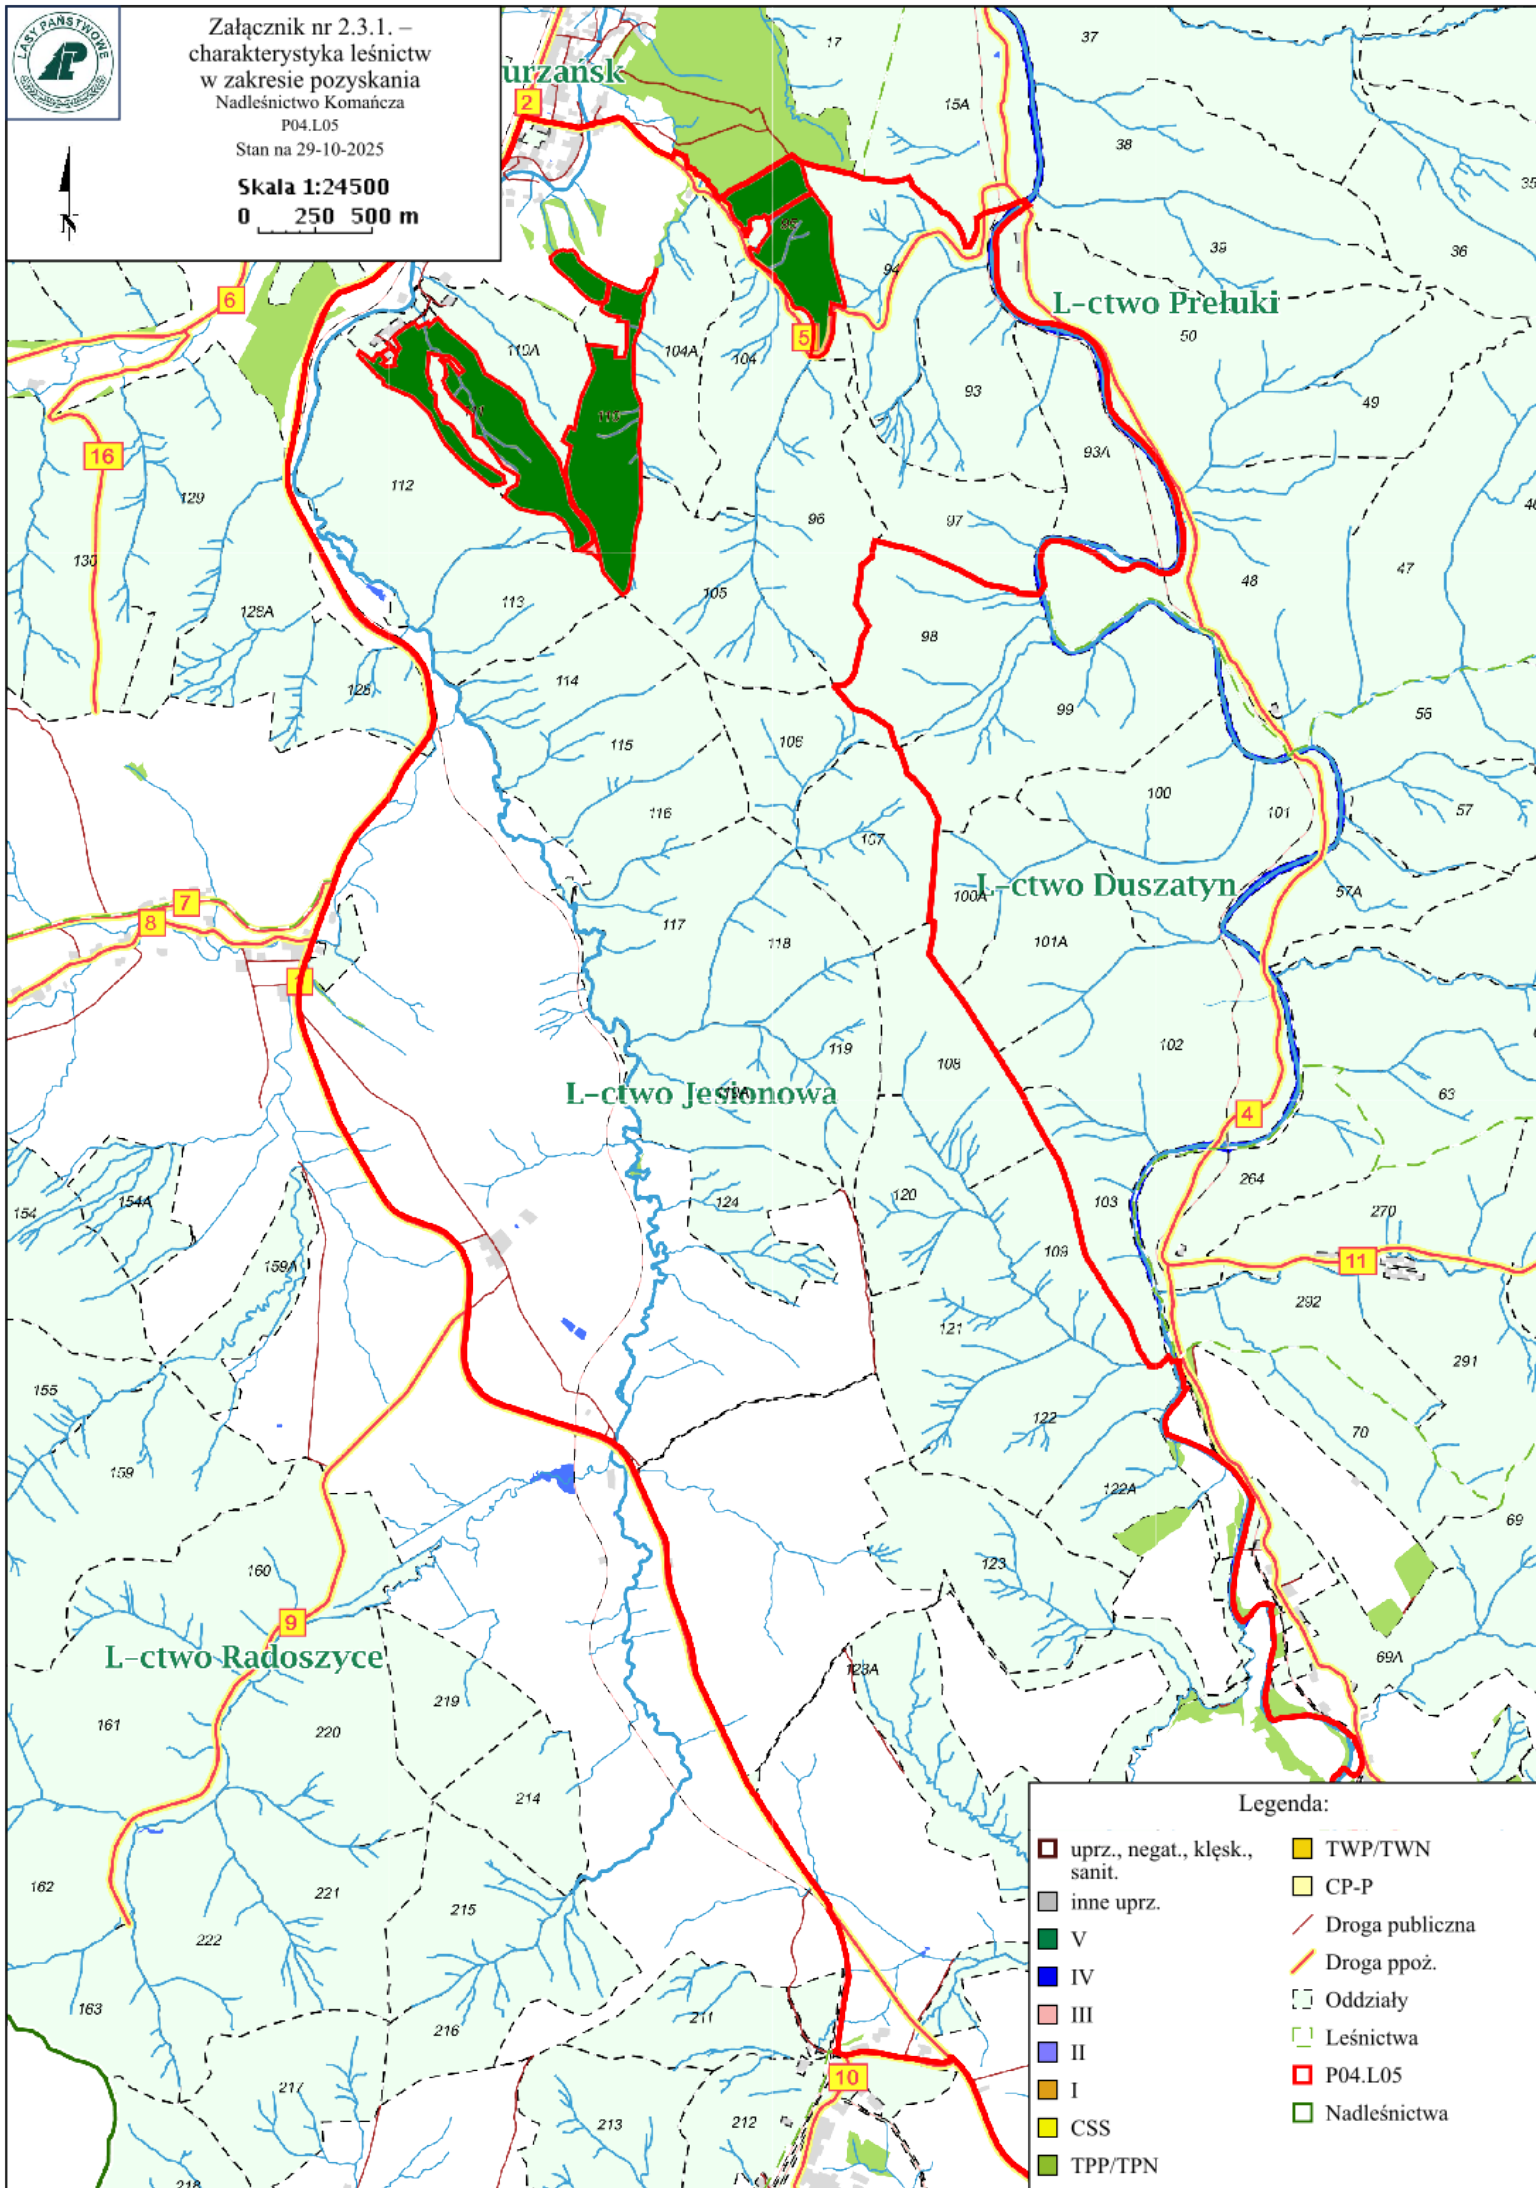 LASY PAŃSTWOWE
Załącznik nr 2.3.1. –
charakterystyka leśnictw
w zakresie pozyskania
Nadleśnictwo Komańcza
P04.L05
Stan na 29-10-2025
Skala 1:24500
0 250 500 m
N
urzańsk
2
17
37
15A
38
35
39
36
95
94
6
L-ctwo Prełuki
50
5
110A
104A
104
93
49
111
110
16
93A
129
112
96
97
46
130
48
47
128A
113
105
98
128
114
99
56
115
106
116
100
101
57
107
L-ctwo Duszatyn
100A
57A
7
8
117
118
101A
1
119
108
102
L-ctwo Jesionowa
119A
63
4
154
154A
124
120
103
264
270
159A
109
11
292
121
291
155
122
70
159
122A
69
160
123
9
L-ctwo Radoszyce
123A
69A
219
161
220
214
162
221
215
222
163
216
211
217
10
213
212
218
Legenda:
uprz., negat., klęsk.,
sanit.
inne uprz.
V
IV
III
II
I
CSS
TPP/TPN
TWP/TWN
CP-P
Droga publiczna
Droga ppoż.
Oddziały
Leśnictwa
P04.L05
Nadleśnictwa